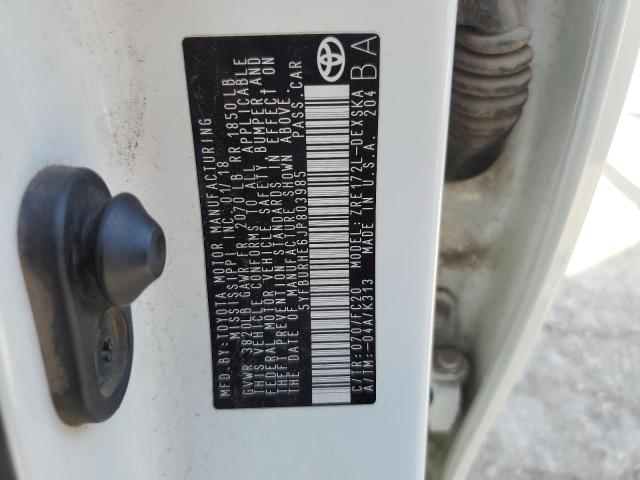 MFD.BY:TOYOTA MOTOR MANUFACTURING
MISSISSIPPI INC. 01/18
GVWR 3820LB GAWR FR 2070LB RR 1850LB
THIS VEHICLE CONFORMS TO ALL APPLICABLE
FEDERAL MOTOR VEHICLE SAFETY BUMPER AND
THEFT PREVENTION STANDARDS IN EFFECT ON
THE DATE OF MANUFACTURE SHOWN ABOVE.
5YFBURHE6JP803985 PASS.CAR
C/TR:070/FC20 MODEL: ZRE172L-DEXSKA
A/TM:-04A/K313 MADE IN U.S.A. 204
BA